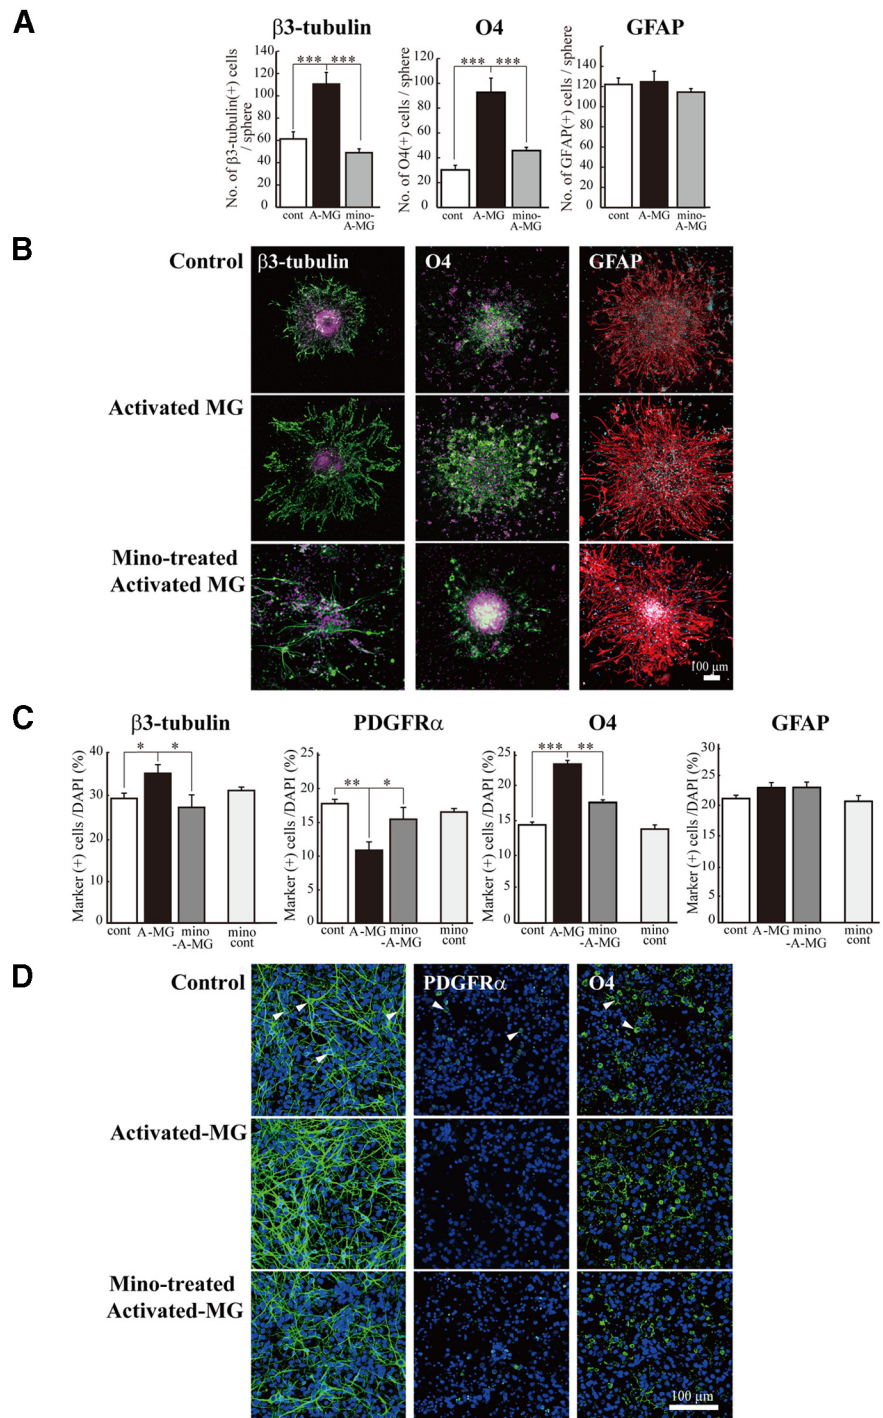 A
β3-tubulin
O4
GFAP
No. of β3-tubulin(+) cells
/ sphere
140
120
100
80
60
40
20
0
*** ***
cont A-MG mino-
A-MG
No. of O4(+) cells / sphere
120
100
80
60
40
20
0
*** ***
cont A-MG mino-
A-MG
No. of GFAP(+) cells / sphere
140
120
100
80
60
40
20
0
cont A-MG mino-
A-MG
B
Control
β3-tubulin
O4
GFAP
Activated MG
Mino-treated
Activated MG
100 μm
C
β3-tubulin
PDGFRα
O4
GFAP
Marker (+) cells /DAPI (%)
40
30
20
10
0
* *
cont A-MG mino
-A-MG
mino
cont
Marker (+) cells /DAPI (%)
25
20
15
10
5
0
** *
cont A-MG mino
-A-MG
mino
cont
Marker (+) cells /DAPI (%)
25
20
15
10
5
0
*** **
cont A-MG mino
-A-MG
mino
cont
Marker (+) cells /DAPI (%)
30
25
20
15
10
5
0
cont A-MG mino
-A-MG
mino
cont
D
Control
PDGFRα
O4
Activated-MG
Mino-treated
Activated-MG
100 μm